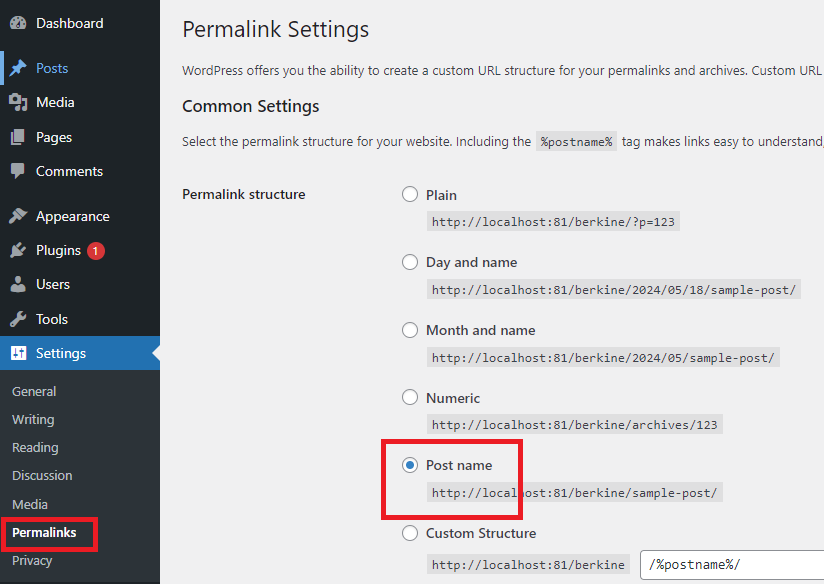 Dashboard
Posts
Media
Pages
Comments
Appearance
Plugins 1
Users
Tools
Settings
General
Writing
Reading
Discussion
Media
Permalinks
Privacy
Permalink Settings
WordPress offers you the ability to create a custom URL structure for your permalinks and archives. Custom URL
Common Settings
Select the permalink structure for your website. Including the %postname% tag makes links easy to understand,
Permalink structure
Plain
http://localhost:81/berkine/?p=123
Day and name
http://localhost:81/berkine/2024/05/18/sample-post/
Month and name
http://localhost:81/berkine/2024/05/sample-post/
Numeric
http://localhost:81/berkine/archives/123
Post name
http://localhost:81/berkine/sample-post/
Custom Structure
http://localhost:81/berkine /%postname%/